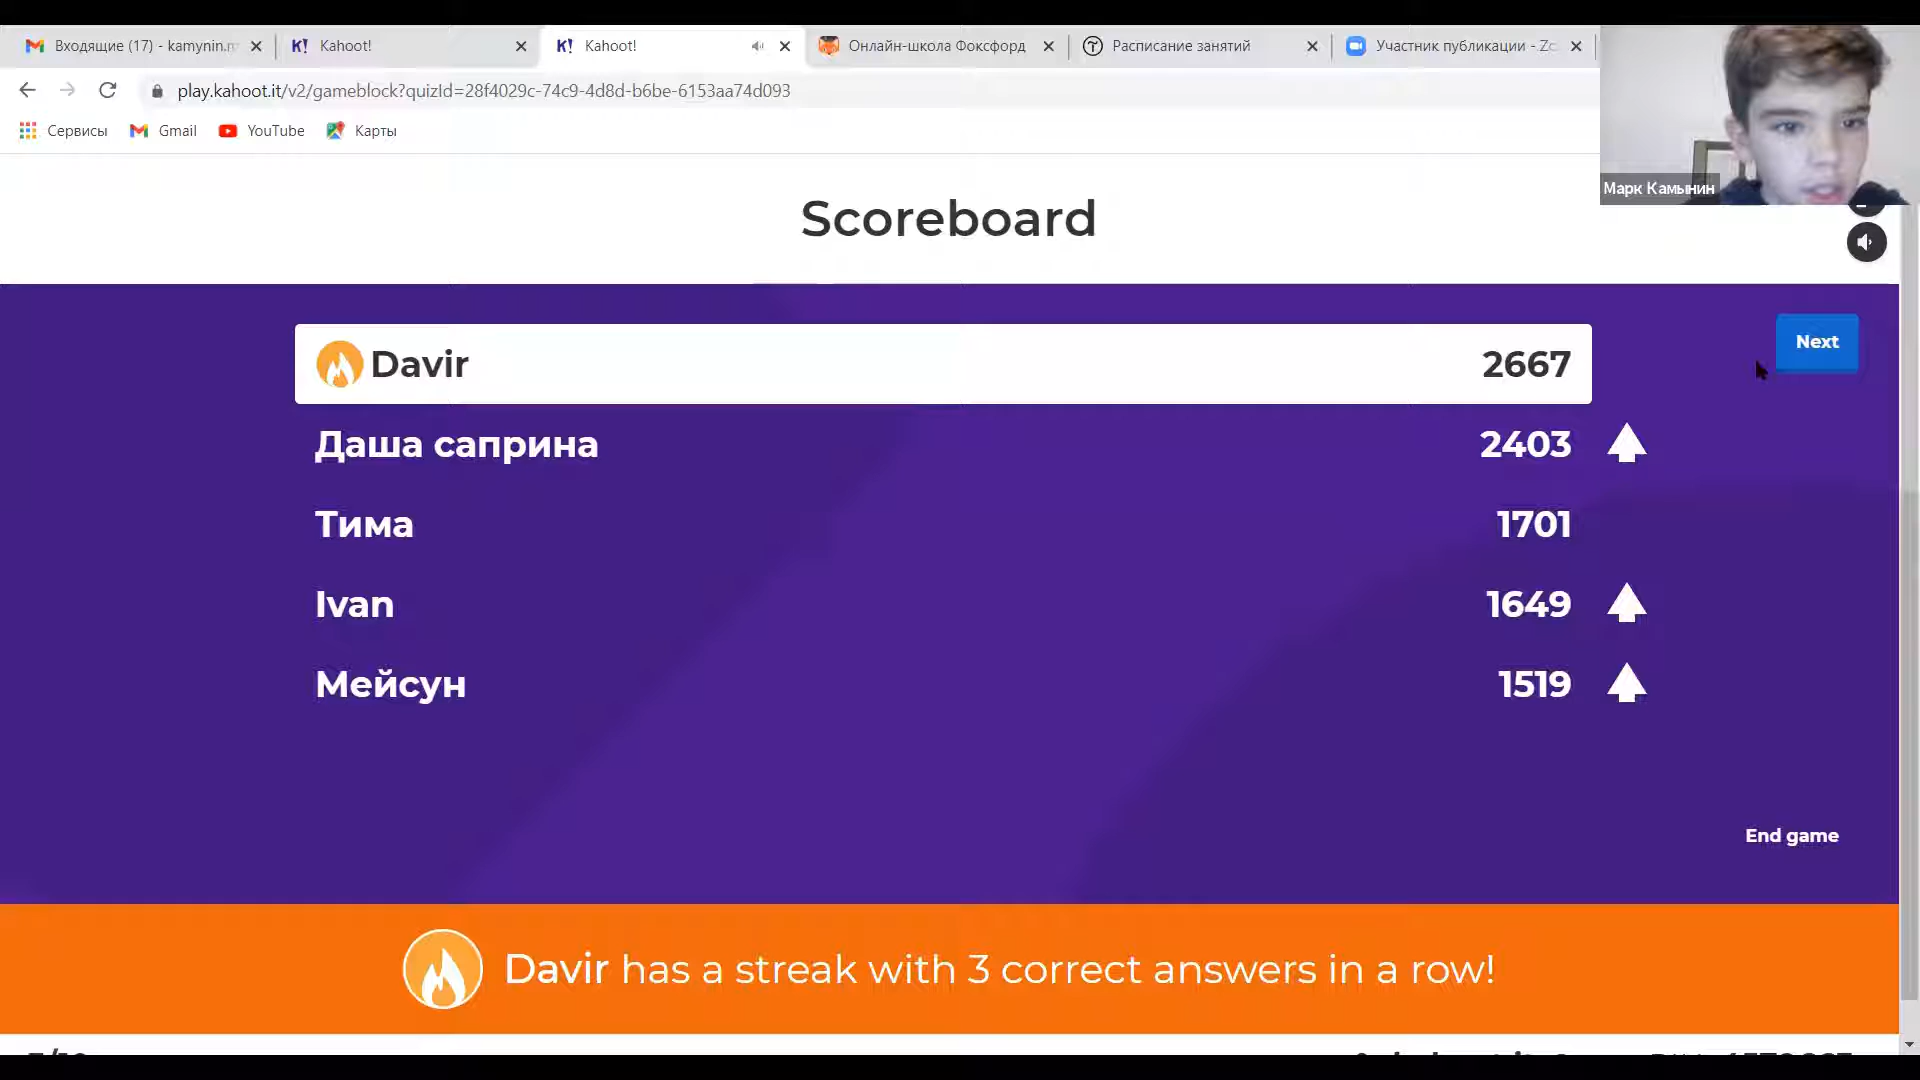 Входящие (17) - kamynin.m
K! Kahoot!
K! Kahoot!
Онлайн-школа Фоксфорд
Расписание занятий
Участник публикации - Zo
play.kahoot.it/v2/gameblock?quizId=28f4029c-74c9-4d8d-b6be-6153aa74d093
Сервисы
Gmail
YouTube
Карты
Марк Камынин
Scoreboard
Next
Davir 2667
Даша саприна 2403
Тима 1701
Ivan 1649
Мейсун 1519
End game
Davir has a streak with 3 correct answers in a row!